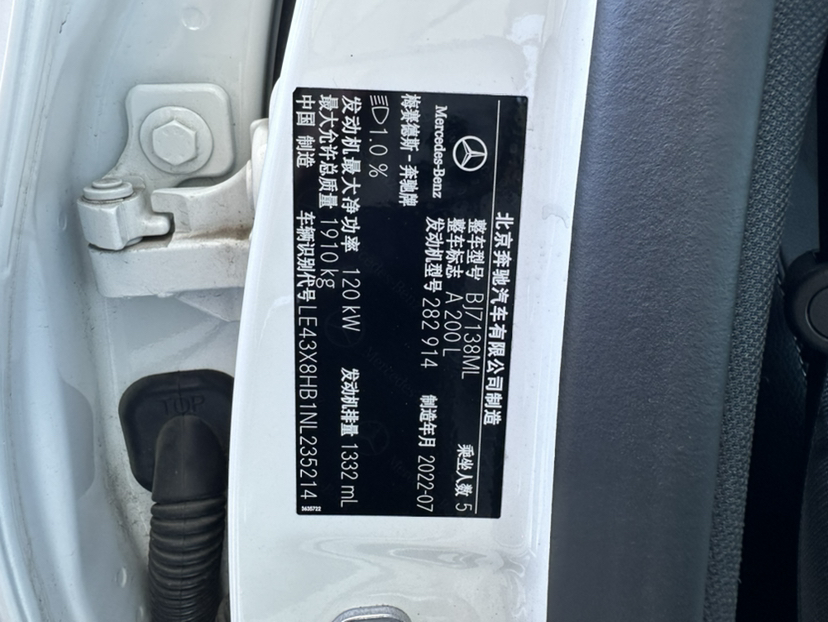 北京奔驰汽车有限公司制造
Mercedes-Benz
梅赛德斯-奔驰牌
整车型号 BJ7138ML 乘坐人数 5
整车标志 A 200 L
发动机型号 282 914 制造年月 2022-07
1.0 %
发动机最大净功率 120 kW 发动机排量 1332 mL
最大允许总质量 1910 kg
中国 制造 车辆识别代号 LE43X8HB1NL235214
5635722
TOP